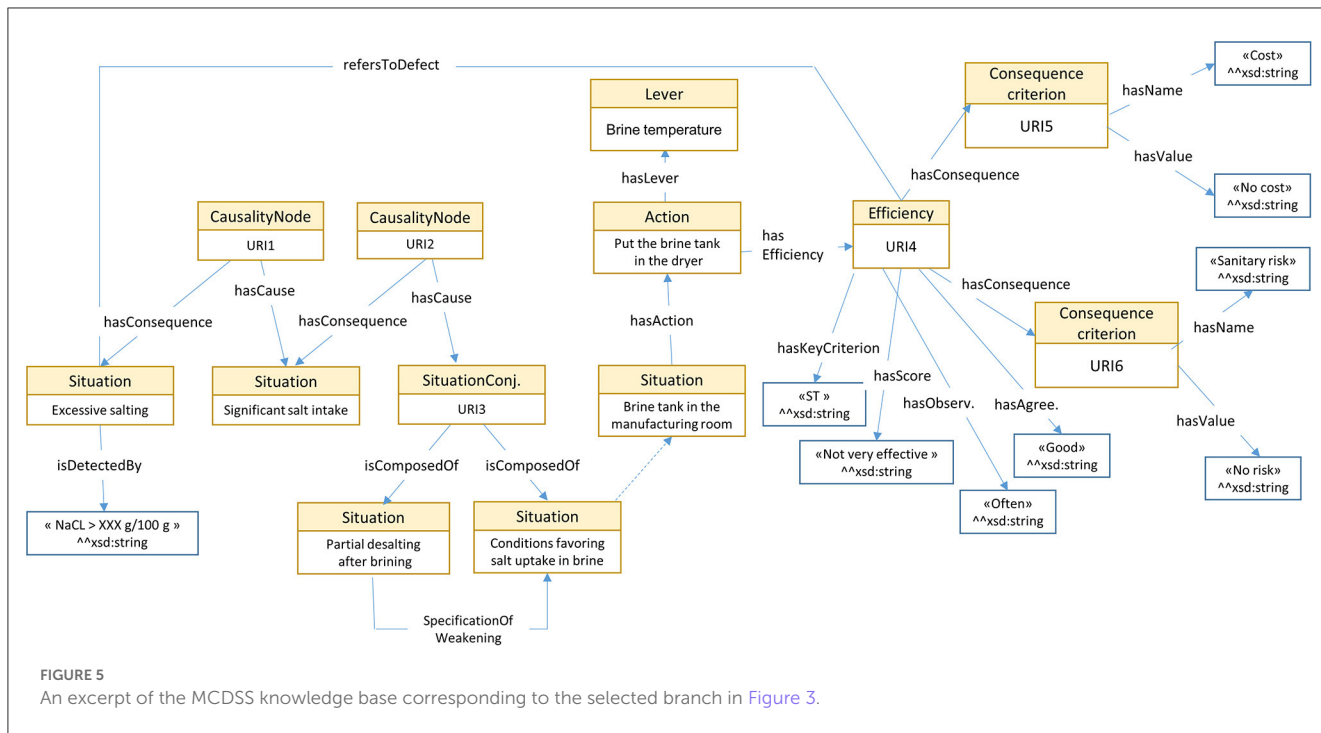 refersToDefect
Lever
Brine temperature
hasLever
Consequence
criterion
URI5
hasName
«Cost»
^^xsd:string
hasValue
«No cost»
^^xsd:string
hasConsequence
CausalityNode
URI1
CausalityNode
URI2
Action
Put the brine tank
in the dryer
has
Efficiency
Efficiency
URI4
hasConsequence
hasCause
hasConsequence
hasCause
hasConsequence
Consequence
criterion
URI6
«Sanitary risk»
^^xsd:string
hasName
hasValue
«No risk»
^^xsd:string
hasAction
hasKeyCriterion
hasScore
hasObserv.
hasAgree.
«ST »
^^xsd:string
«Not very effective »
^^xsd:string
«Often»
^^xsd:string
«Good»
^^xsd:string
Situation
Excessive salting
Situation
Significant salt intake
SituationConj.
URI3
Situation
Brine tank in the
manufacturing room
isDetectedBy
« NaCL > XXX g/100 g »
^^xsd:string
isComposedOf
isComposedOf
Situation
Partial desalting
after brining
Situation
Conditions favoring
salt uptake in brine
SpecificationOf
Weakening
FIGURE 5
An excerpt of the MCDSS knowledge base corresponding to the selected branch in Figure 3.